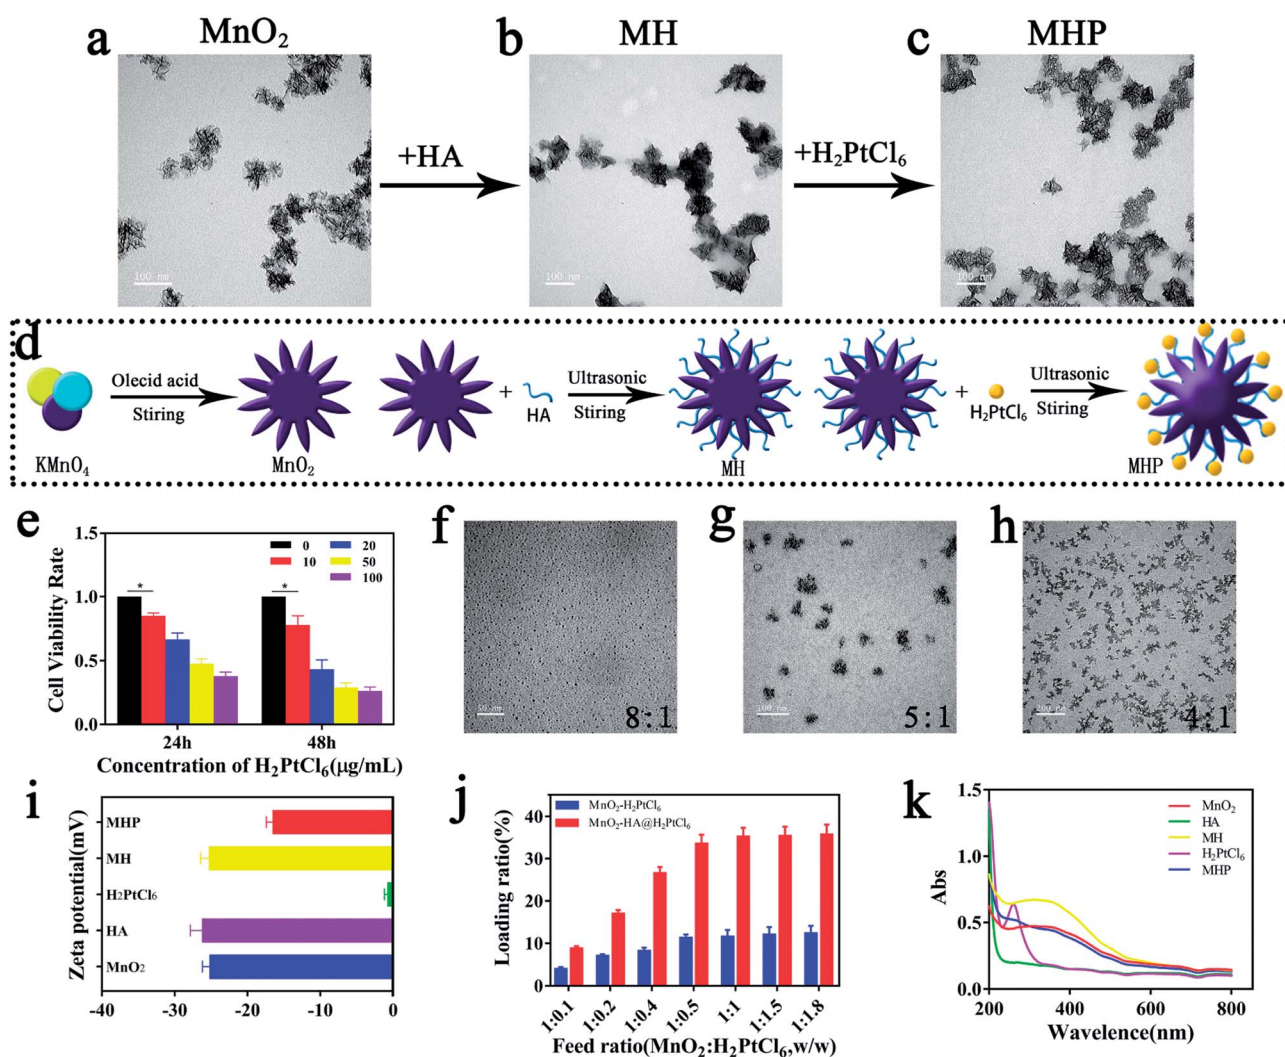 a
MnO₂
b
MH
c
MHP
+HA
+H₂PtCl₆
100 nm
100 nm
100 nm
d
Olecid acid
Stiring
KMnO₄
MnO₂
+
HA
Ultrasonic
Stiring
MH
+
H₂PtCl₆
Ultrasonic
Stiring
MHP
e
Cell Viability Rate
1.5
1.0
0.5
0.0
0
10
20
50
100
*
*
24h
48h
Concentration of H₂PtCl₆(μg/mL)
f
50 nm
8:1
g
100 nm
5:1
h
200 nm
4:1
i
Zeta potential(mV)
MHP
MH
H₂PtCl₆
HA
MnO₂
-40
-30
-20
-10
0
j
Loading ratio(%)
40
30
20
10
0
MnO₂-H₂PtCl₆
MnO₂-HA@H₂PtCl₆
1:0.1
1:0.2
1:0.4
1:0.5
1:1
1:1.5
1:1.8
Feed ratio(MnO₂:H₂PtCl₆,w/w)
k
Abs
1.5
1.0
0.5
0.0
MnO₂
HA
MH
H₂PtCl₆
MHP
200
400
600
800
Wavelence(nm)